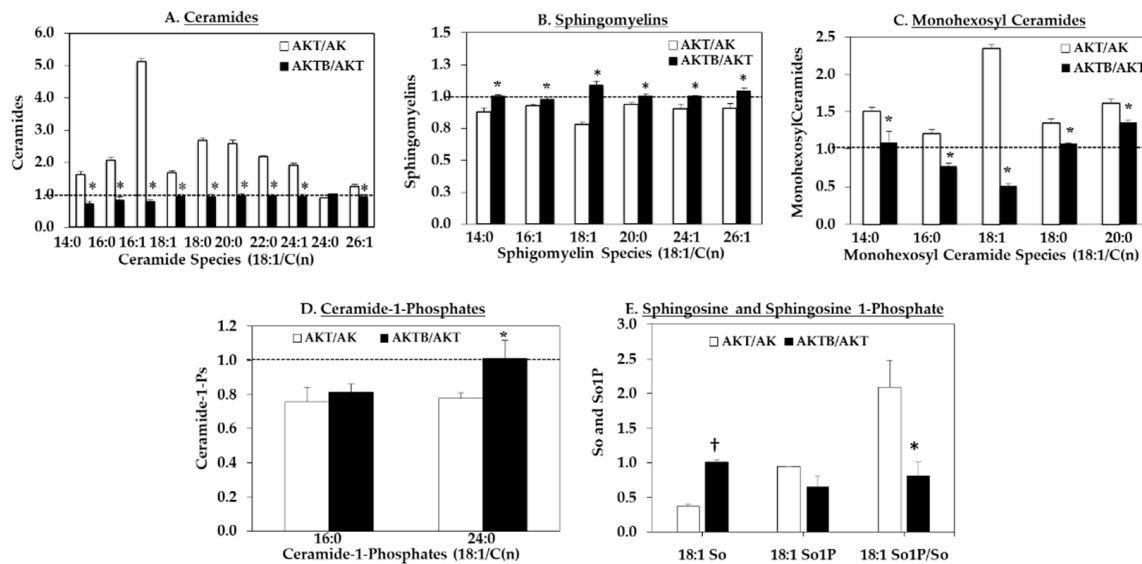 A. Ceramides
6.0
5.0
4.0
3.0
2.0
1.0
0.0
Ceramides
AKT/AK
AKTB/AKT
* * * * * * * * *
14:0 16:0 16:1 18:1 18:0 20:0 22:0 24:1 24:0 26:1
Ceramide Species (18:1/C(n)
B. Sphingomyelins
1.5
1.3
1.0
0.8
0.5
0.3
0.0
Sphingomyelins
AKT/AK
AKTB/AKT
* * * * * *
14:0 16:1 18:1 20:0 24:1 26:1
Sphigomyelin Species (18:1/C(n)
C. Monohexosyl Ceramides
2.5
2.0
1.5
1.0
0.5
0.0
MonohexosylCeramides
AKT/AK
AKTB/AKT
* * * * *
14:0 16:0 18:1 18:0 20:0
Monohexosyl Ceramide Species (18:1/C(n)
D. Ceramide-1-Phosphates
1.2
1.0
0.8
0.6
0.4
0.2
0.0
Ceramide-1-Ps
AKT/AK AKTB/AKT
*
16:0 24:0
Ceramide-1-Phosphates (18:1/C(n)
E. Sphingosine and Sphingosine 1-Phosphate
3.0
2.5
2.0
1.5
1.0
0.5
0.0
So and So1P
AKT/AK AKTB/AKT
† *
18:1 So 18:1 So1P 18:1 So1P/So